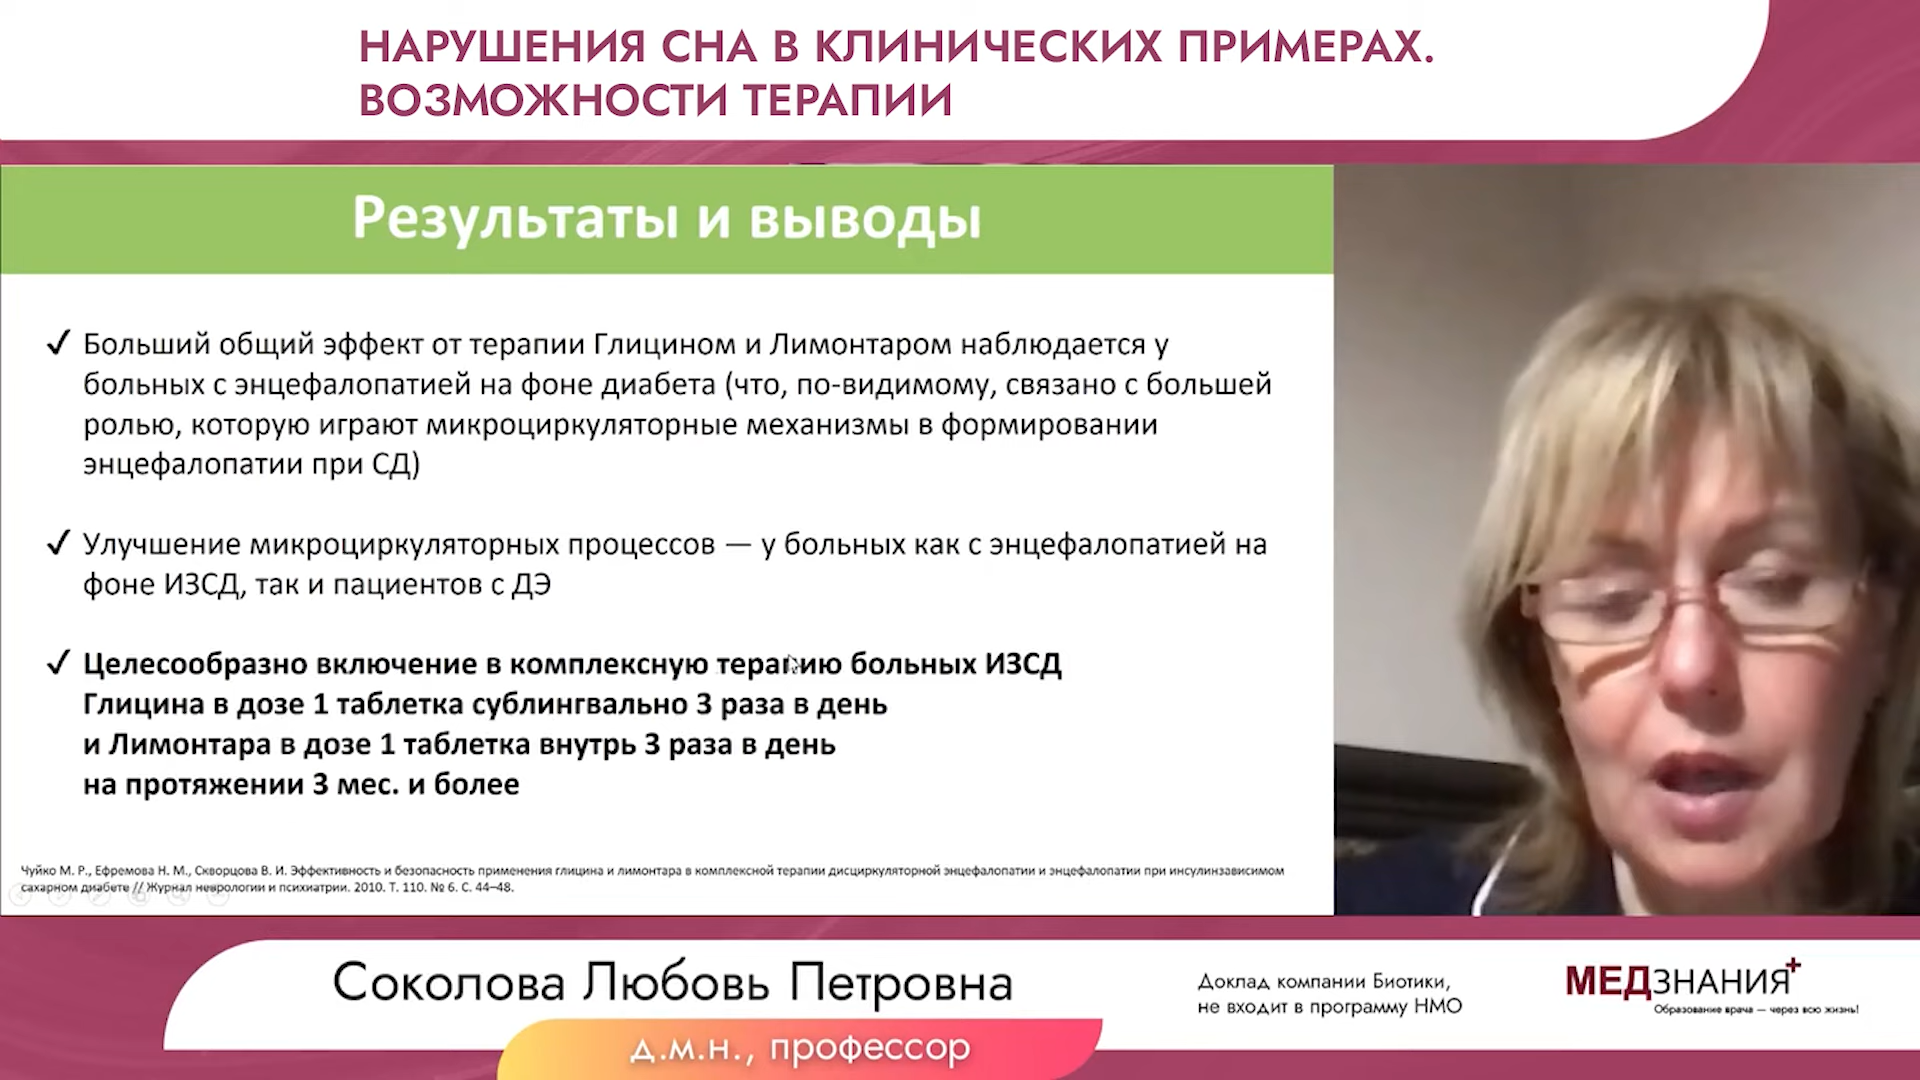 НАРУШЕНИЯ СНА В КЛИНИЧЕСКИХ ПРИМЕРАХ.
ВОЗМОЖНОСТИ ТЕРАПИИ
Результаты и выводы
✓ Больший общий эффект от терапии Глицином и Лимонтаром наблюдается у
больных с энцефалопатией на фоне диабета (что, по-видимому, связано с большей
ролью, которую играют микроциркуляторные механизмы в формировании
энцефалопатии при СД)
✓ Улучшение микроциркуляторных процессов — у больных как с энцефалопатией на
фоне ИЗСД, так и пациентов с ДЭ
✓ Целесообразно включение в комплексную терапию больных ИЗСД
Глицина в дозе 1 таблетка сублингвально 3 раза в день
и Лимонтара в дозе 1 таблетка внутрь 3 раза в день
на протяжении 3 мес. и более
Чуйко М. Р., Ефремова Н. М., Скворцова В. И. Эффективность и безопасность применения глицина и лимонтара в комплексной терапии дисциркуляторной энцефалопатии и энцефалопатии при инсулинзависимом
сахарном диабете // Журнал неврологии и психиатрии. 2010. Т. 110. № 6. С. 44–48.
Соколова Любовь Петровна
д.м.н., профессор
Доклад компании Биотики,
не входит в программу НМО
МЕДЗНАНИЯ+
Образование врача — через всю жизнь!